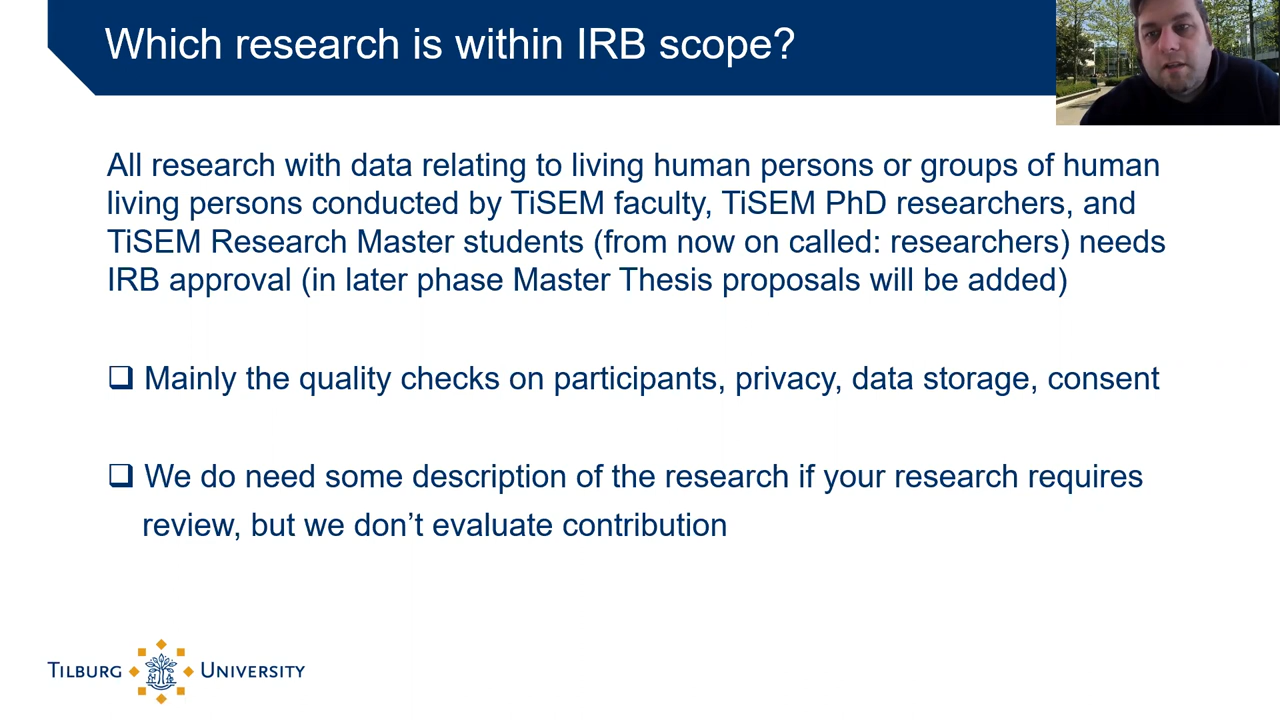 Which research is within IRB scope?
All research with data relating to living human persons or groups of human
living persons conducted by TiSEM faculty, TiSEM PhD researchers, and
TiSEM Research Master students (from now on called: researchers) needs
IRB approval (in later phase Master Thesis proposals will be added)
❑ Mainly the quality checks on participants, privacy, data storage, consent
❑ We do need some description of the research if your research requires
review, but we don’t evaluate contribution
TILBURG UNIVERSITY